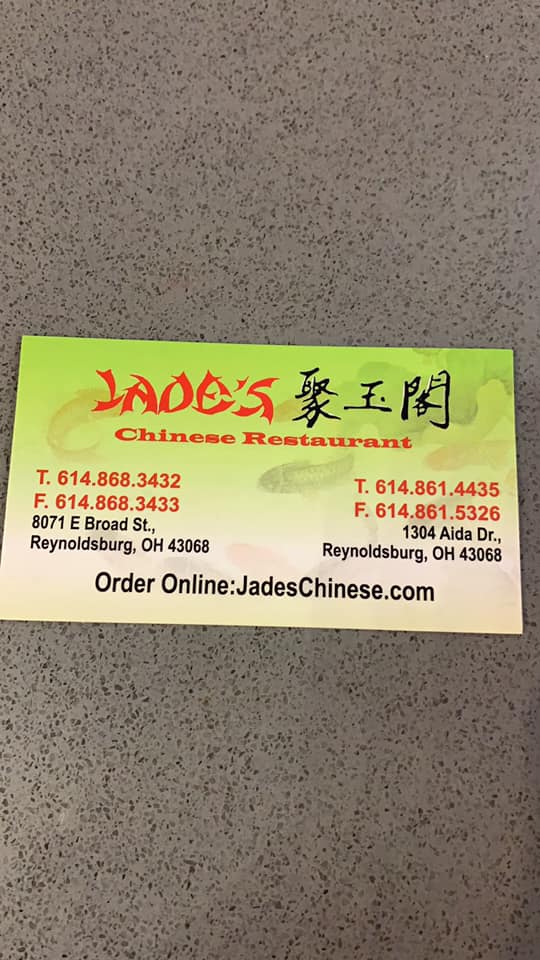 JADE'S 聚玉閣
Chinese Restaurant
T. 614.868.3432
F. 614.868.3433
8071 E Broad St.,
Reynoldsburg, OH 43068
T. 614.861.4435
F. 614.861.5326
1304 Aida Dr.,
Reynoldsburg, OH 43068
Order Online:JadesChinese.com